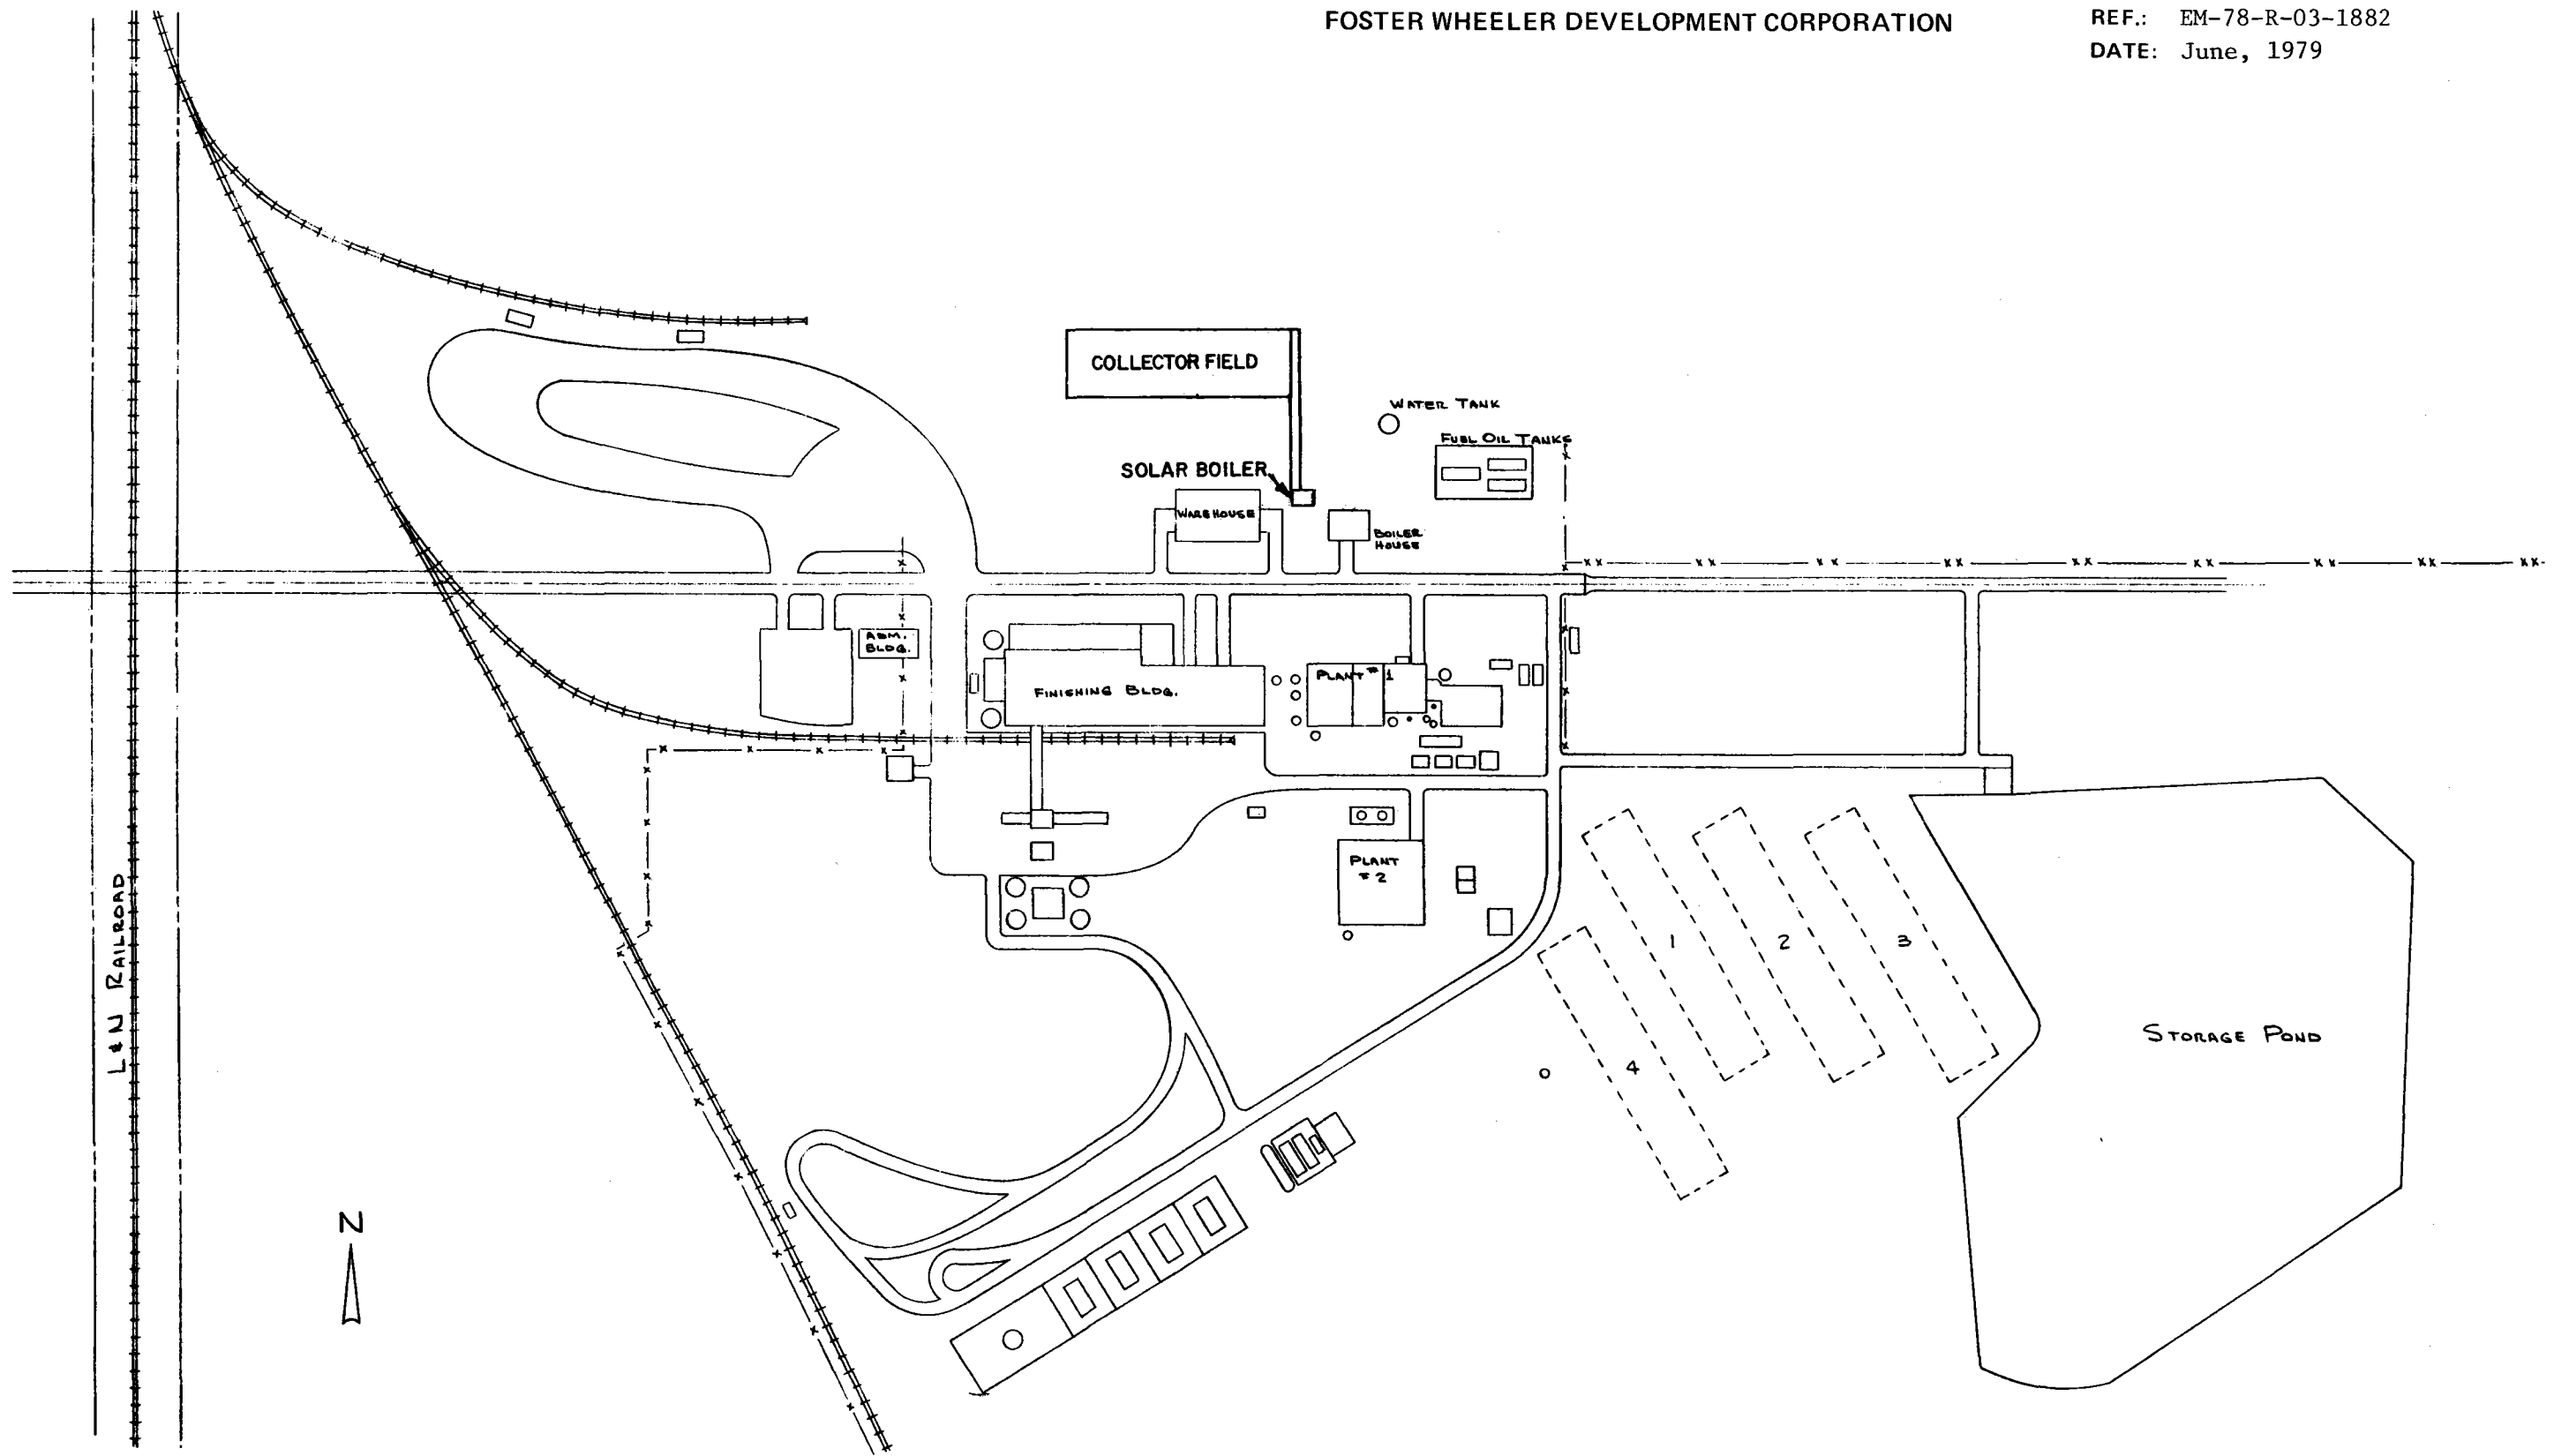 FOSTER WHEELER DEVELOPMENT CORPORATION
REF.: EM-78-R-03-1882
DATE: June, 1979
COLLECTOR FIELD
WATER TANK
FUEL OIL TANKS
SOLAR BOILER
WAREHOUSE
BOILER
HOUSE
ADM.
BLDG.
FINISHING BLDG.
PLANT #1
PLANT
#2
L & N RAILROAD
1
2
3
4
STORAGE POND
N